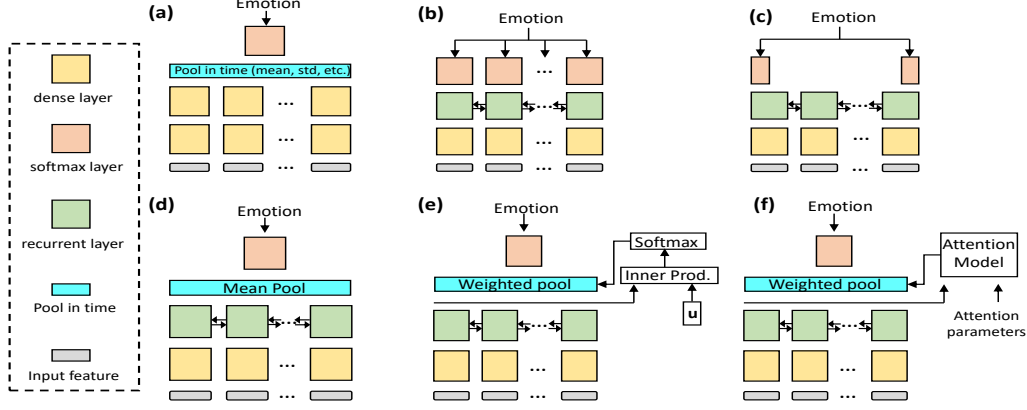 dense layer
softmax layer
recurrent layer
Pool in time
Input feature
(a)
Emotion
Pool in time (mean, std, etc.)
...
...
...
(b)
Emotion
...
...
...
...
(c)
Emotion
...
...
...
(d)
Emotion
Mean Pool
...
...
...
(e)
Emotion
Softmax
Inner Prod.
Weighted pool
u
...
...
...
(f)
Emotion
Attention
Model
Weighted pool
Attention
parameters
...
...
...